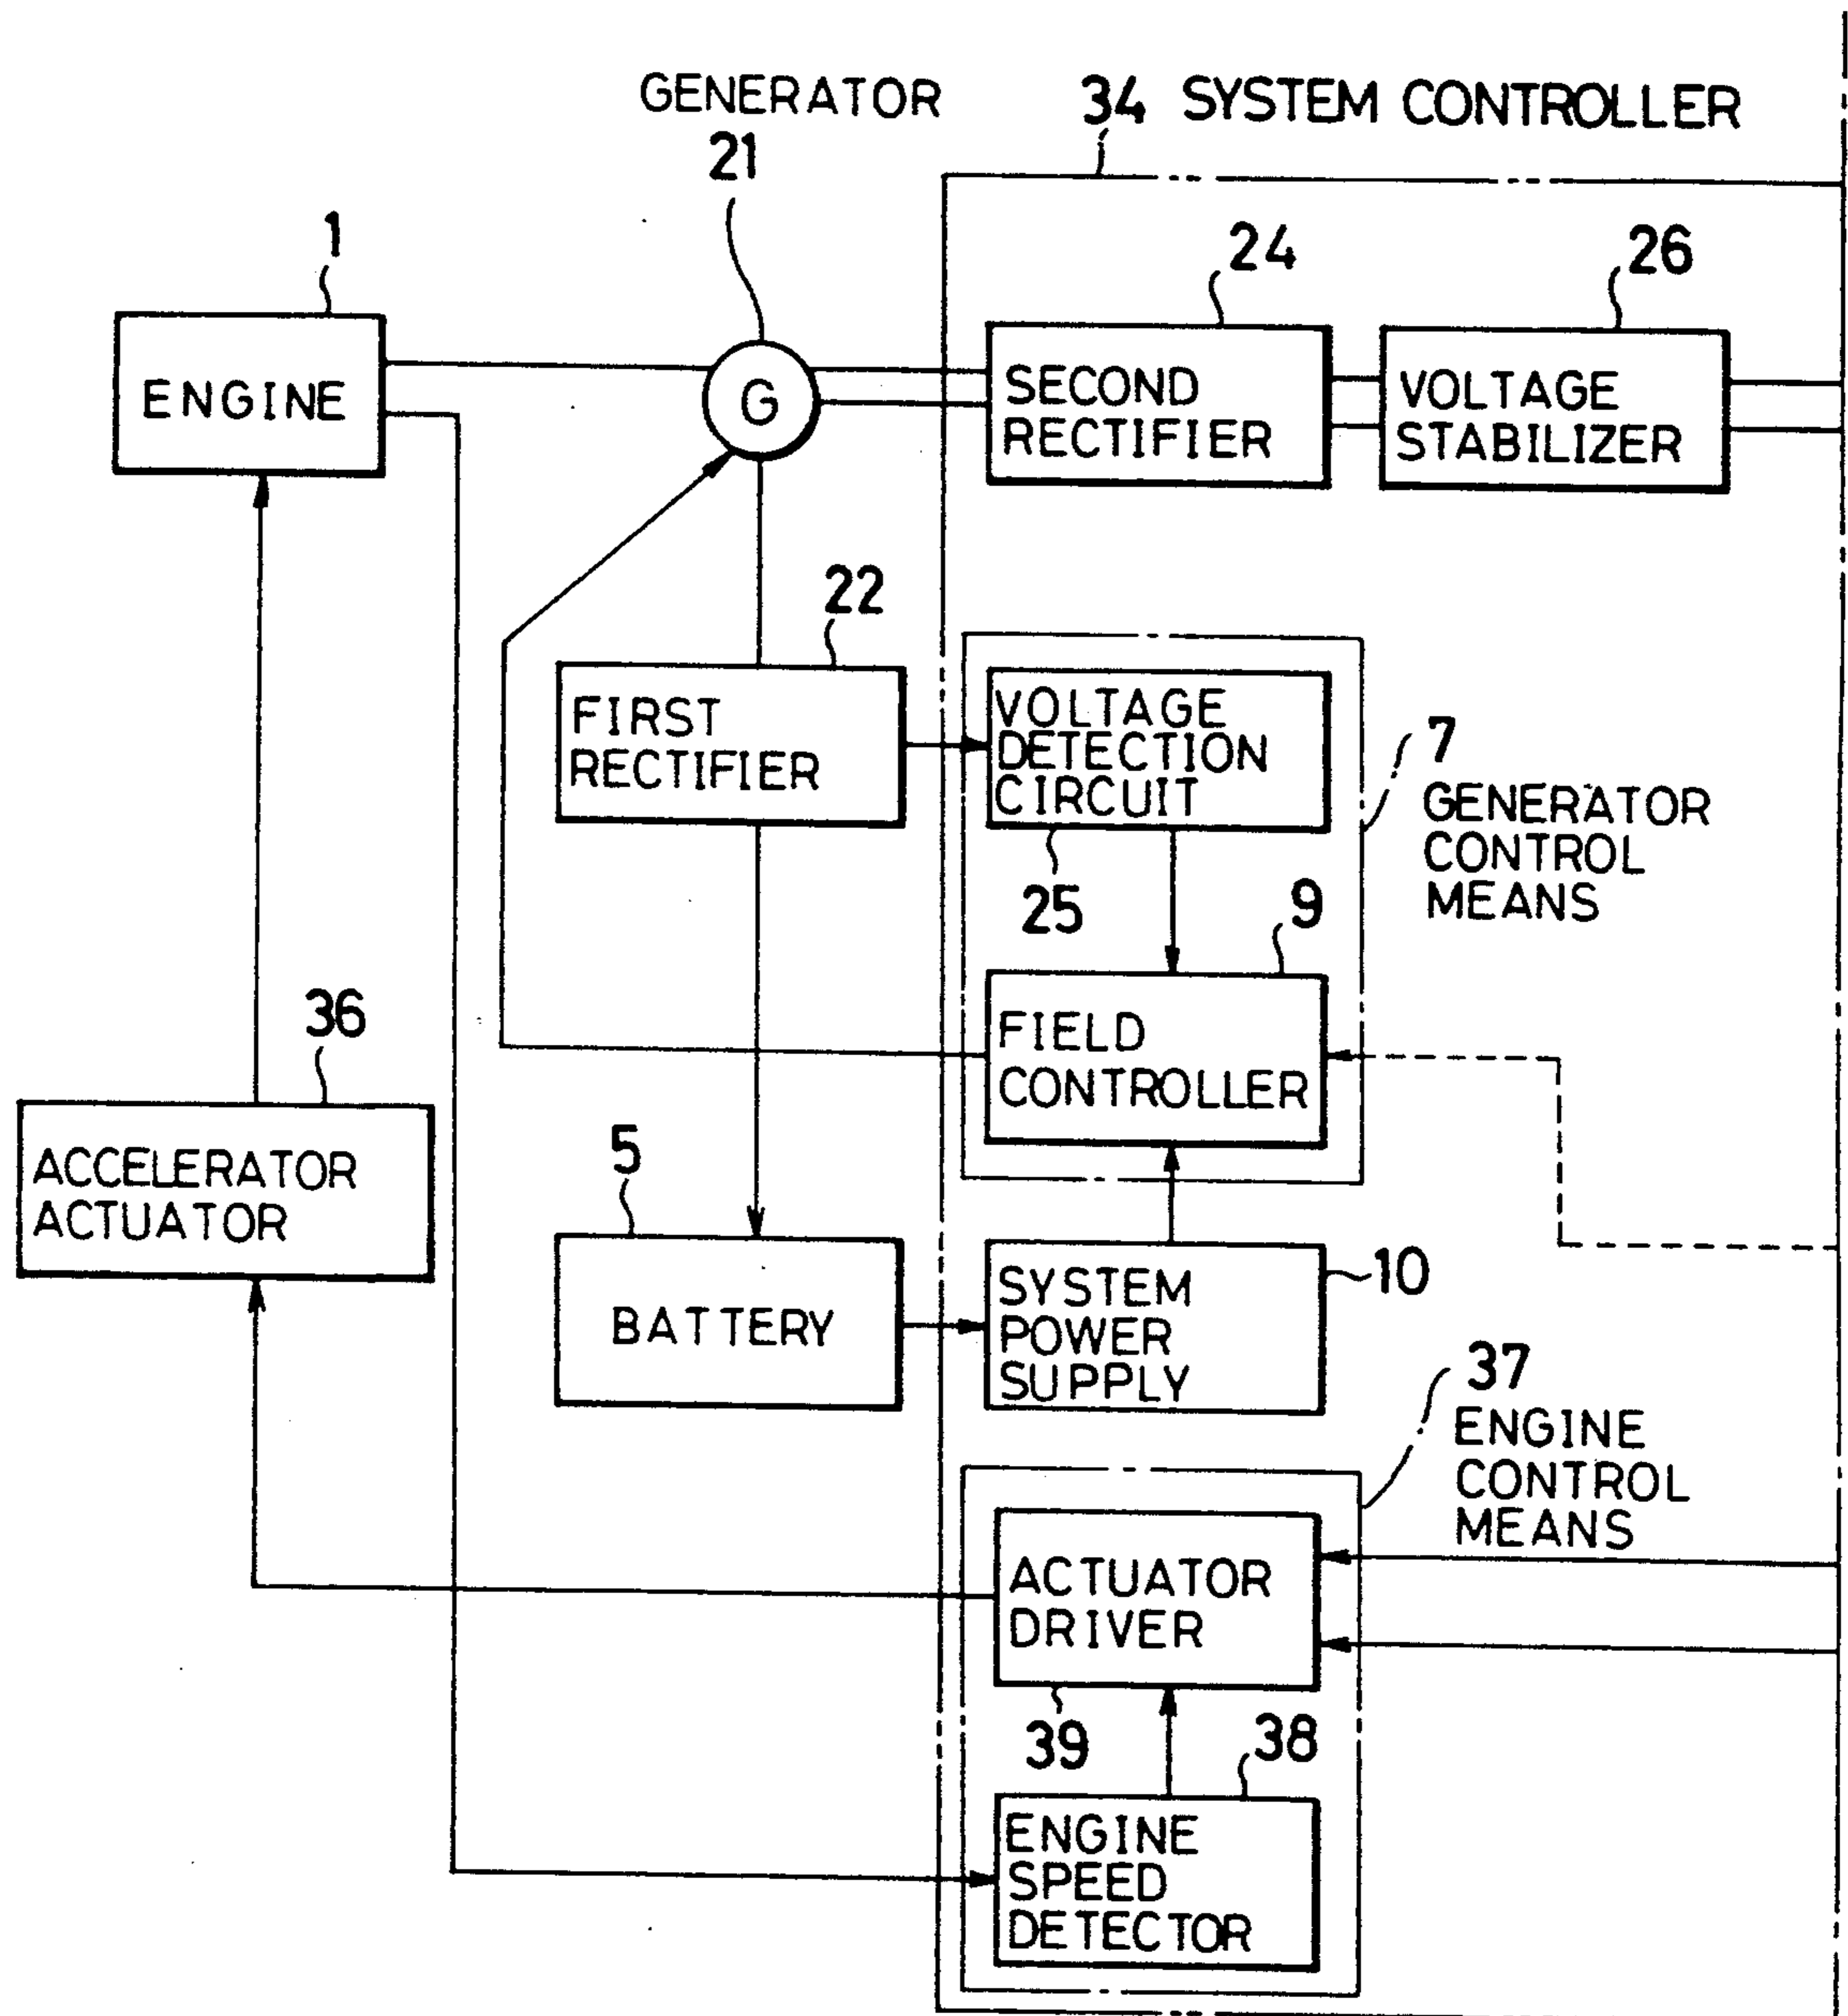 GENERATOR
21
34 SYSTEM CONTROLLER
1
24
26
ENGINE
G
SECOND
RECTIFIER
VOLTAGE
STABILIZER
22
FIRST
RECTIFIER
VOLTAGE
DETECTION
CIRCUIT
25
7
GENERATOR
CONTROL
MEANS
9
FIELD
CONTROLLER
36
ACCELERATOR
ACTUATOR
5
BATTERY
SYSTEM
POWER
SUPPLY
10
37
ENGINE
CONTROL
MEANS
ACTUATOR
DRIVER
39
38
ENGINE
SPEED
DETECTOR